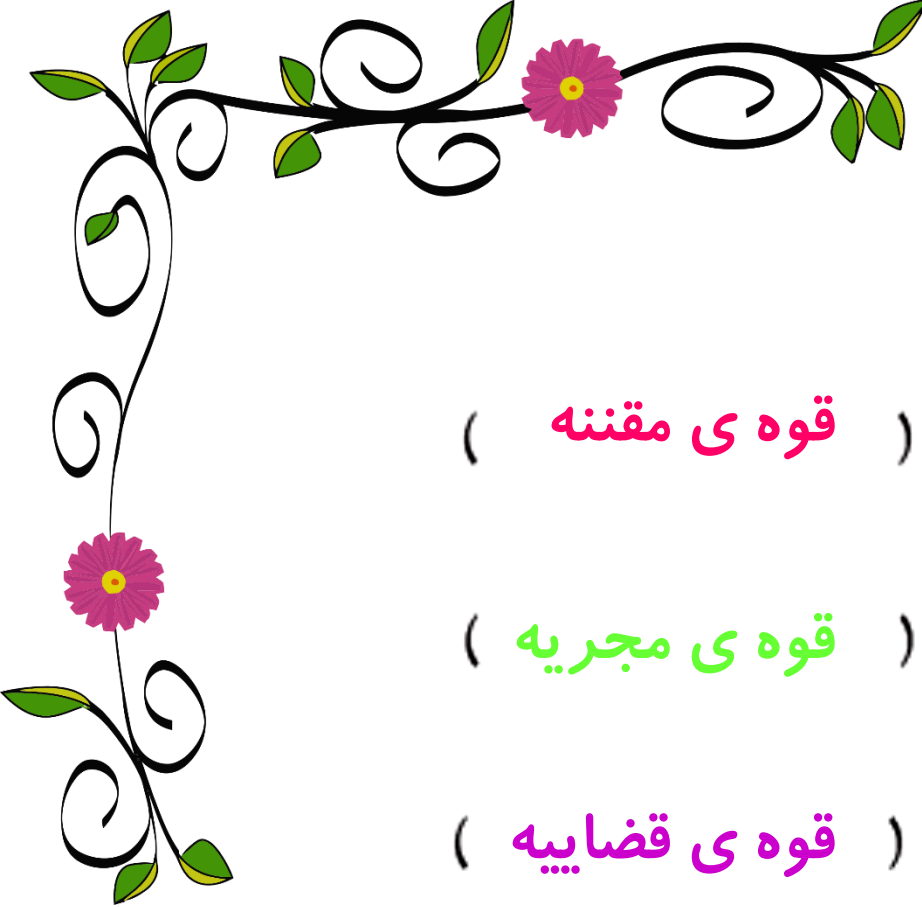 ( قوه ی مقننه )
( قوه ی مجریه )
( قوه ی قضاییه )